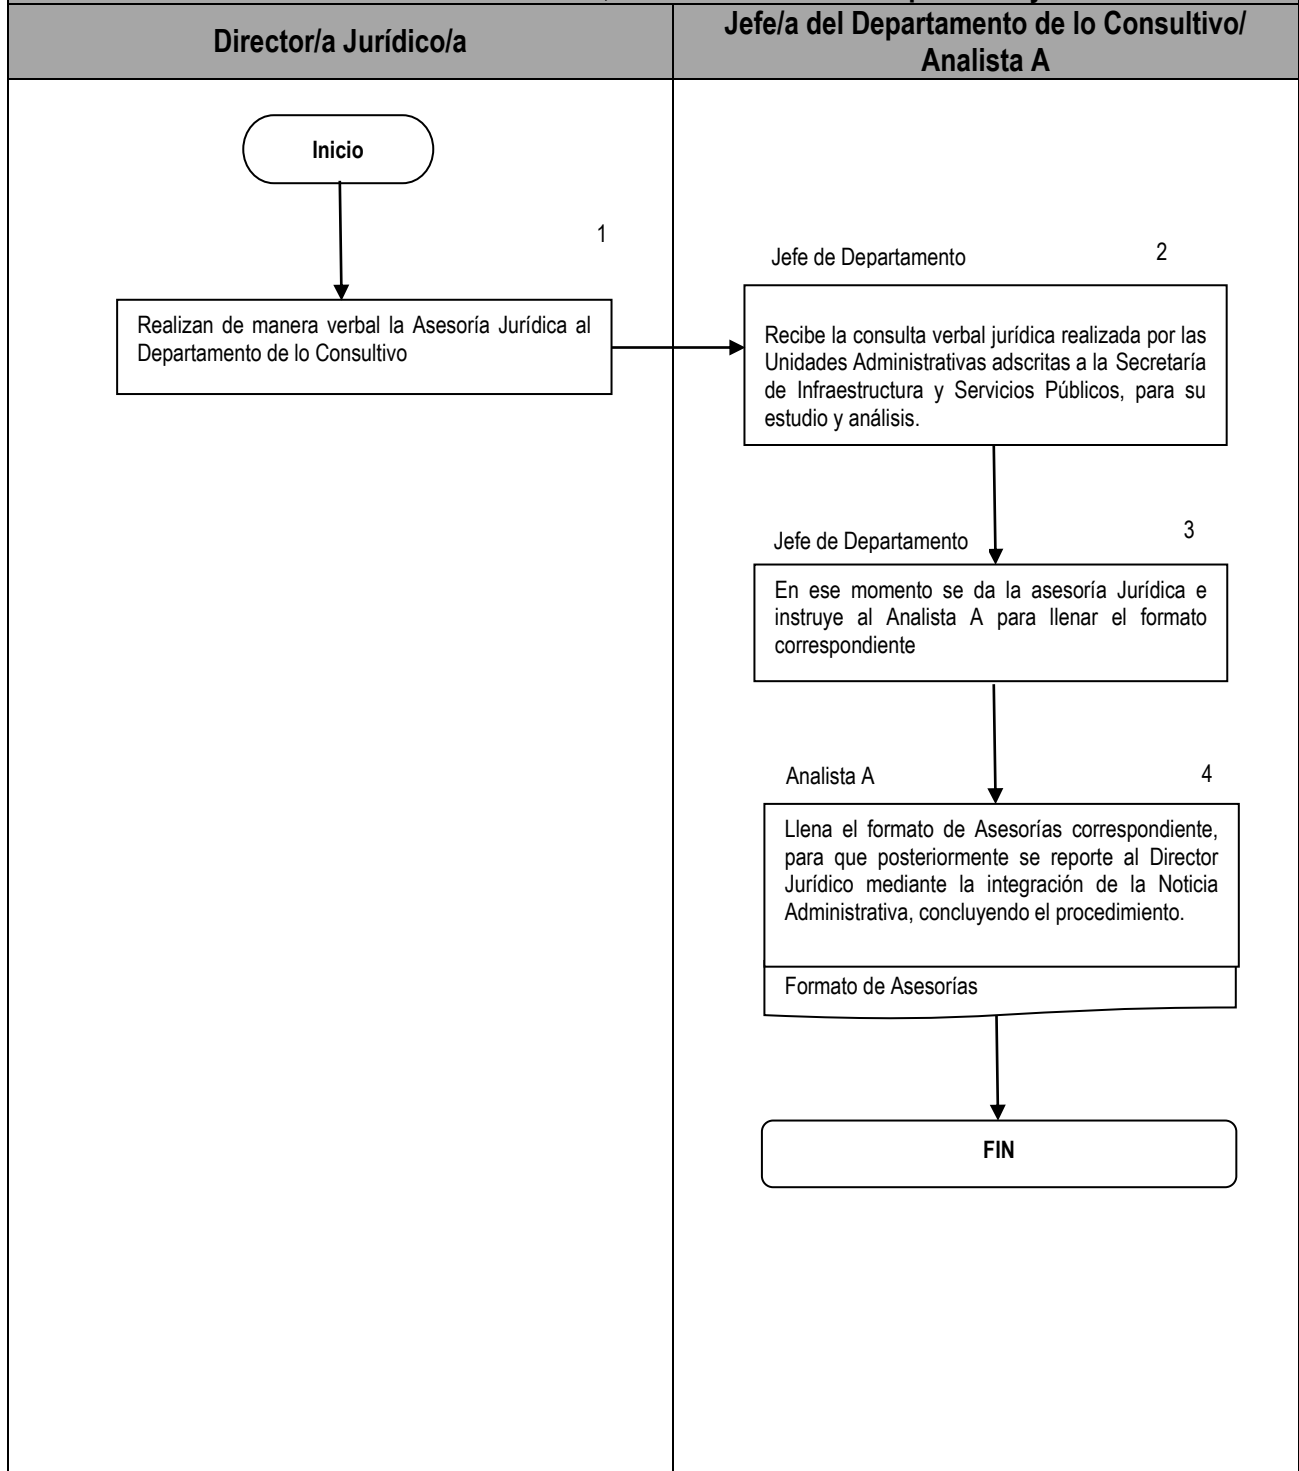 Director/a Jurídico/a
Jefe/a del Departamento de lo Consultivo/
Analista A
Inicio
1
Realizan de manera verbal la Asesoría Jurídica al
Departamento de lo Consultivo
Jefe de Departamento
2
Recibe la consulta verbal jurídica realizada por las
Unidades Administrativas adscritas a la Secretaría
de Infraestructura y Servicios Públicos, para su
estudio y análisis.
Jefe de Departamento
3
En ese momento se da la asesoría Jurídica e
instruye al Analista A para llenar el formato
correspondiente
Analista A
4
Llena el formato de Asesorías correspondiente,
para que posteriormente se reporte al Director
Jurídico mediante la integración de la Noticia
Administrativa, concluyendo el procedimiento.
Formato de Asesorías
FIN